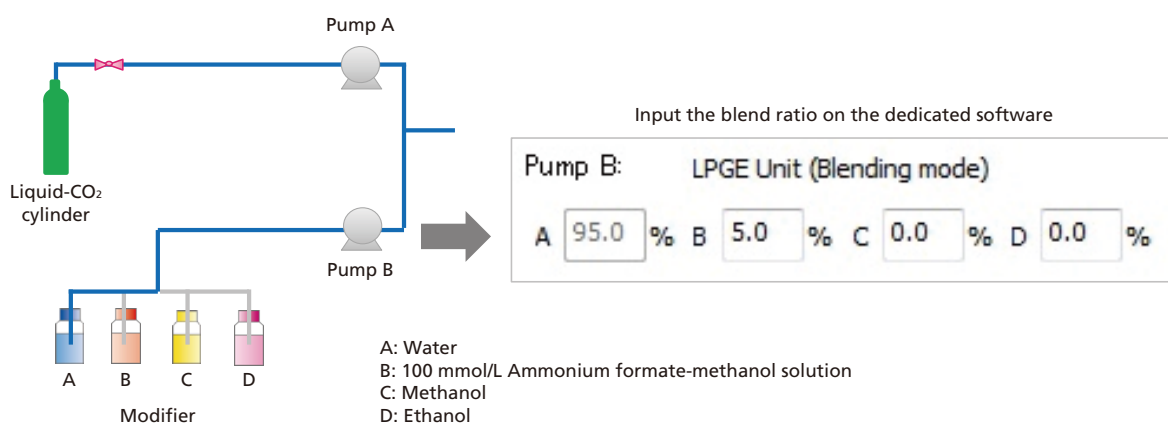 Pump A
Input the blend ratio on the dedicated software
Pump B: LPGE Unit (Blending mode)
A 95.0 % B 5.0 % C 0.0 % D 0.0 %
Liquid-CO₂
cylinder
Pump B
A B C D
Modifier
A: Water
B: 100 mmol/L Ammonium formate-methanol solution
C: Methanol
D: Ethanol